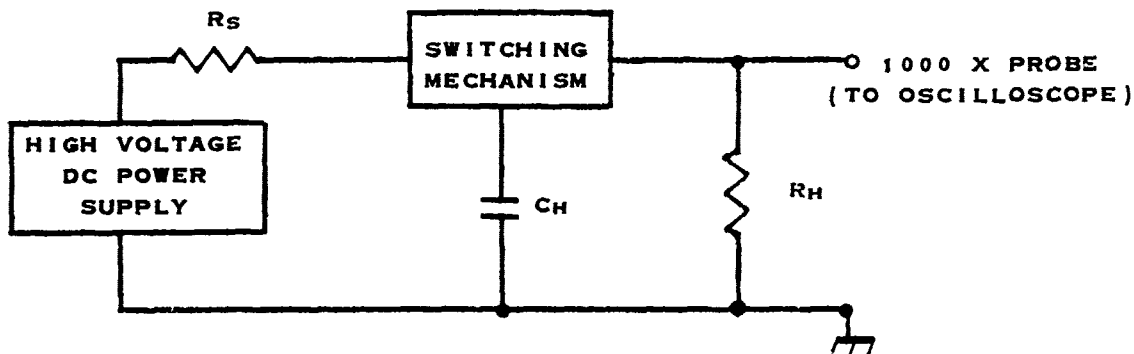 RS
SWITCHING
MECHANISM
1000 X PROBE
(TO OSCILLOSCOPE)
HIGH VOLTAGE
DC POWER
SUPPLY
CH
RH